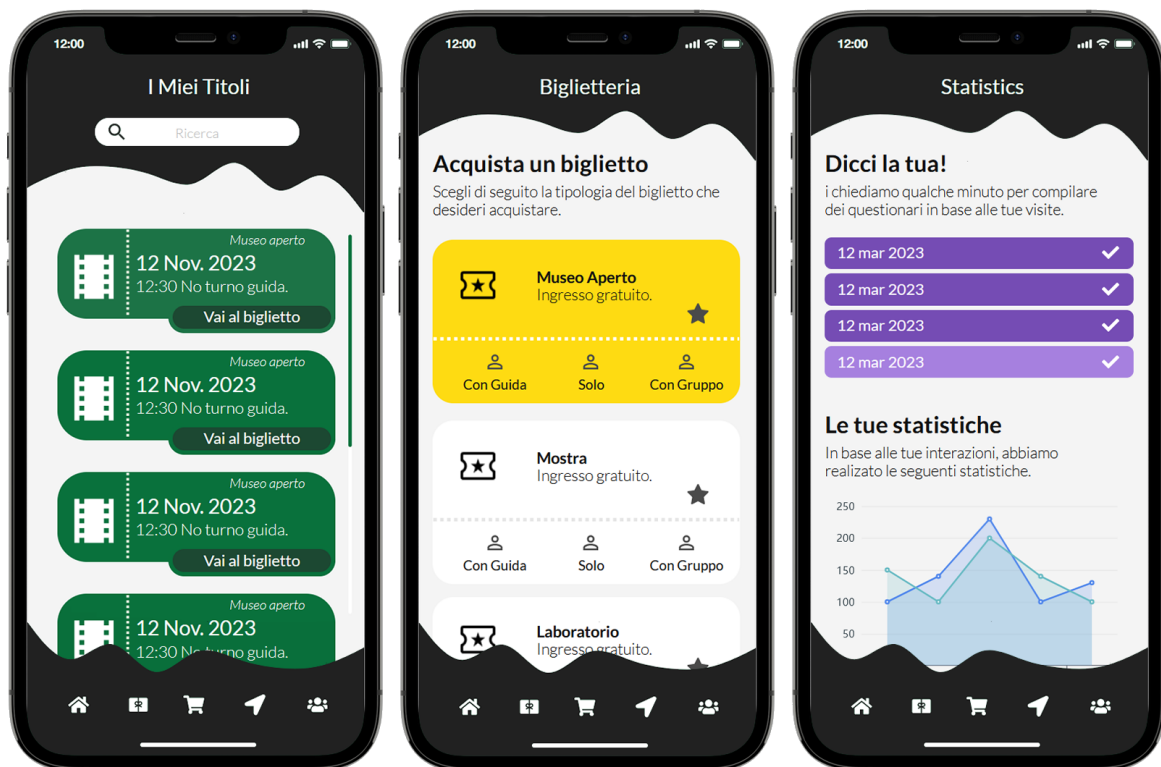 12:00
I Miei Titoli
Ricerca
Museo aperto
12 Nov. 2023
12:30 No turno guida.
Vai al biglietto
Museo aperto
12 Nov. 2023
12:30 No turno guida.
Vai al biglietto
Museo aperto
12 Nov. 2023
12:30 No turno guida.
Vai al biglietto
Museo aperto
12 Nov. 2023
12:30 No turno guida.
12:00
Biglietteria
Acquista un biglietto
Scegli di seguito la tipologia del biglietto che
desideri acquistare.
Museo Aperto
Ingresso gratuito.
Con Guida Solo Con Gruppo
Mostra
Ingresso gratuito.
Con Guida Solo Con Gruppo
Laboratorio
Ingresso gratuito.
12:00
Statistics
Dicci la tua!
i chiediamo qualche minuto per compilare
dei questionari in base alle tue visite.
12 mar 2023
12 mar 2023
12 mar 2023
12 mar 2023
Le tue statistiche
In base alle tue interazioni, abbiamo
realizato le seguenti statistiche.
250
200
150
100
50